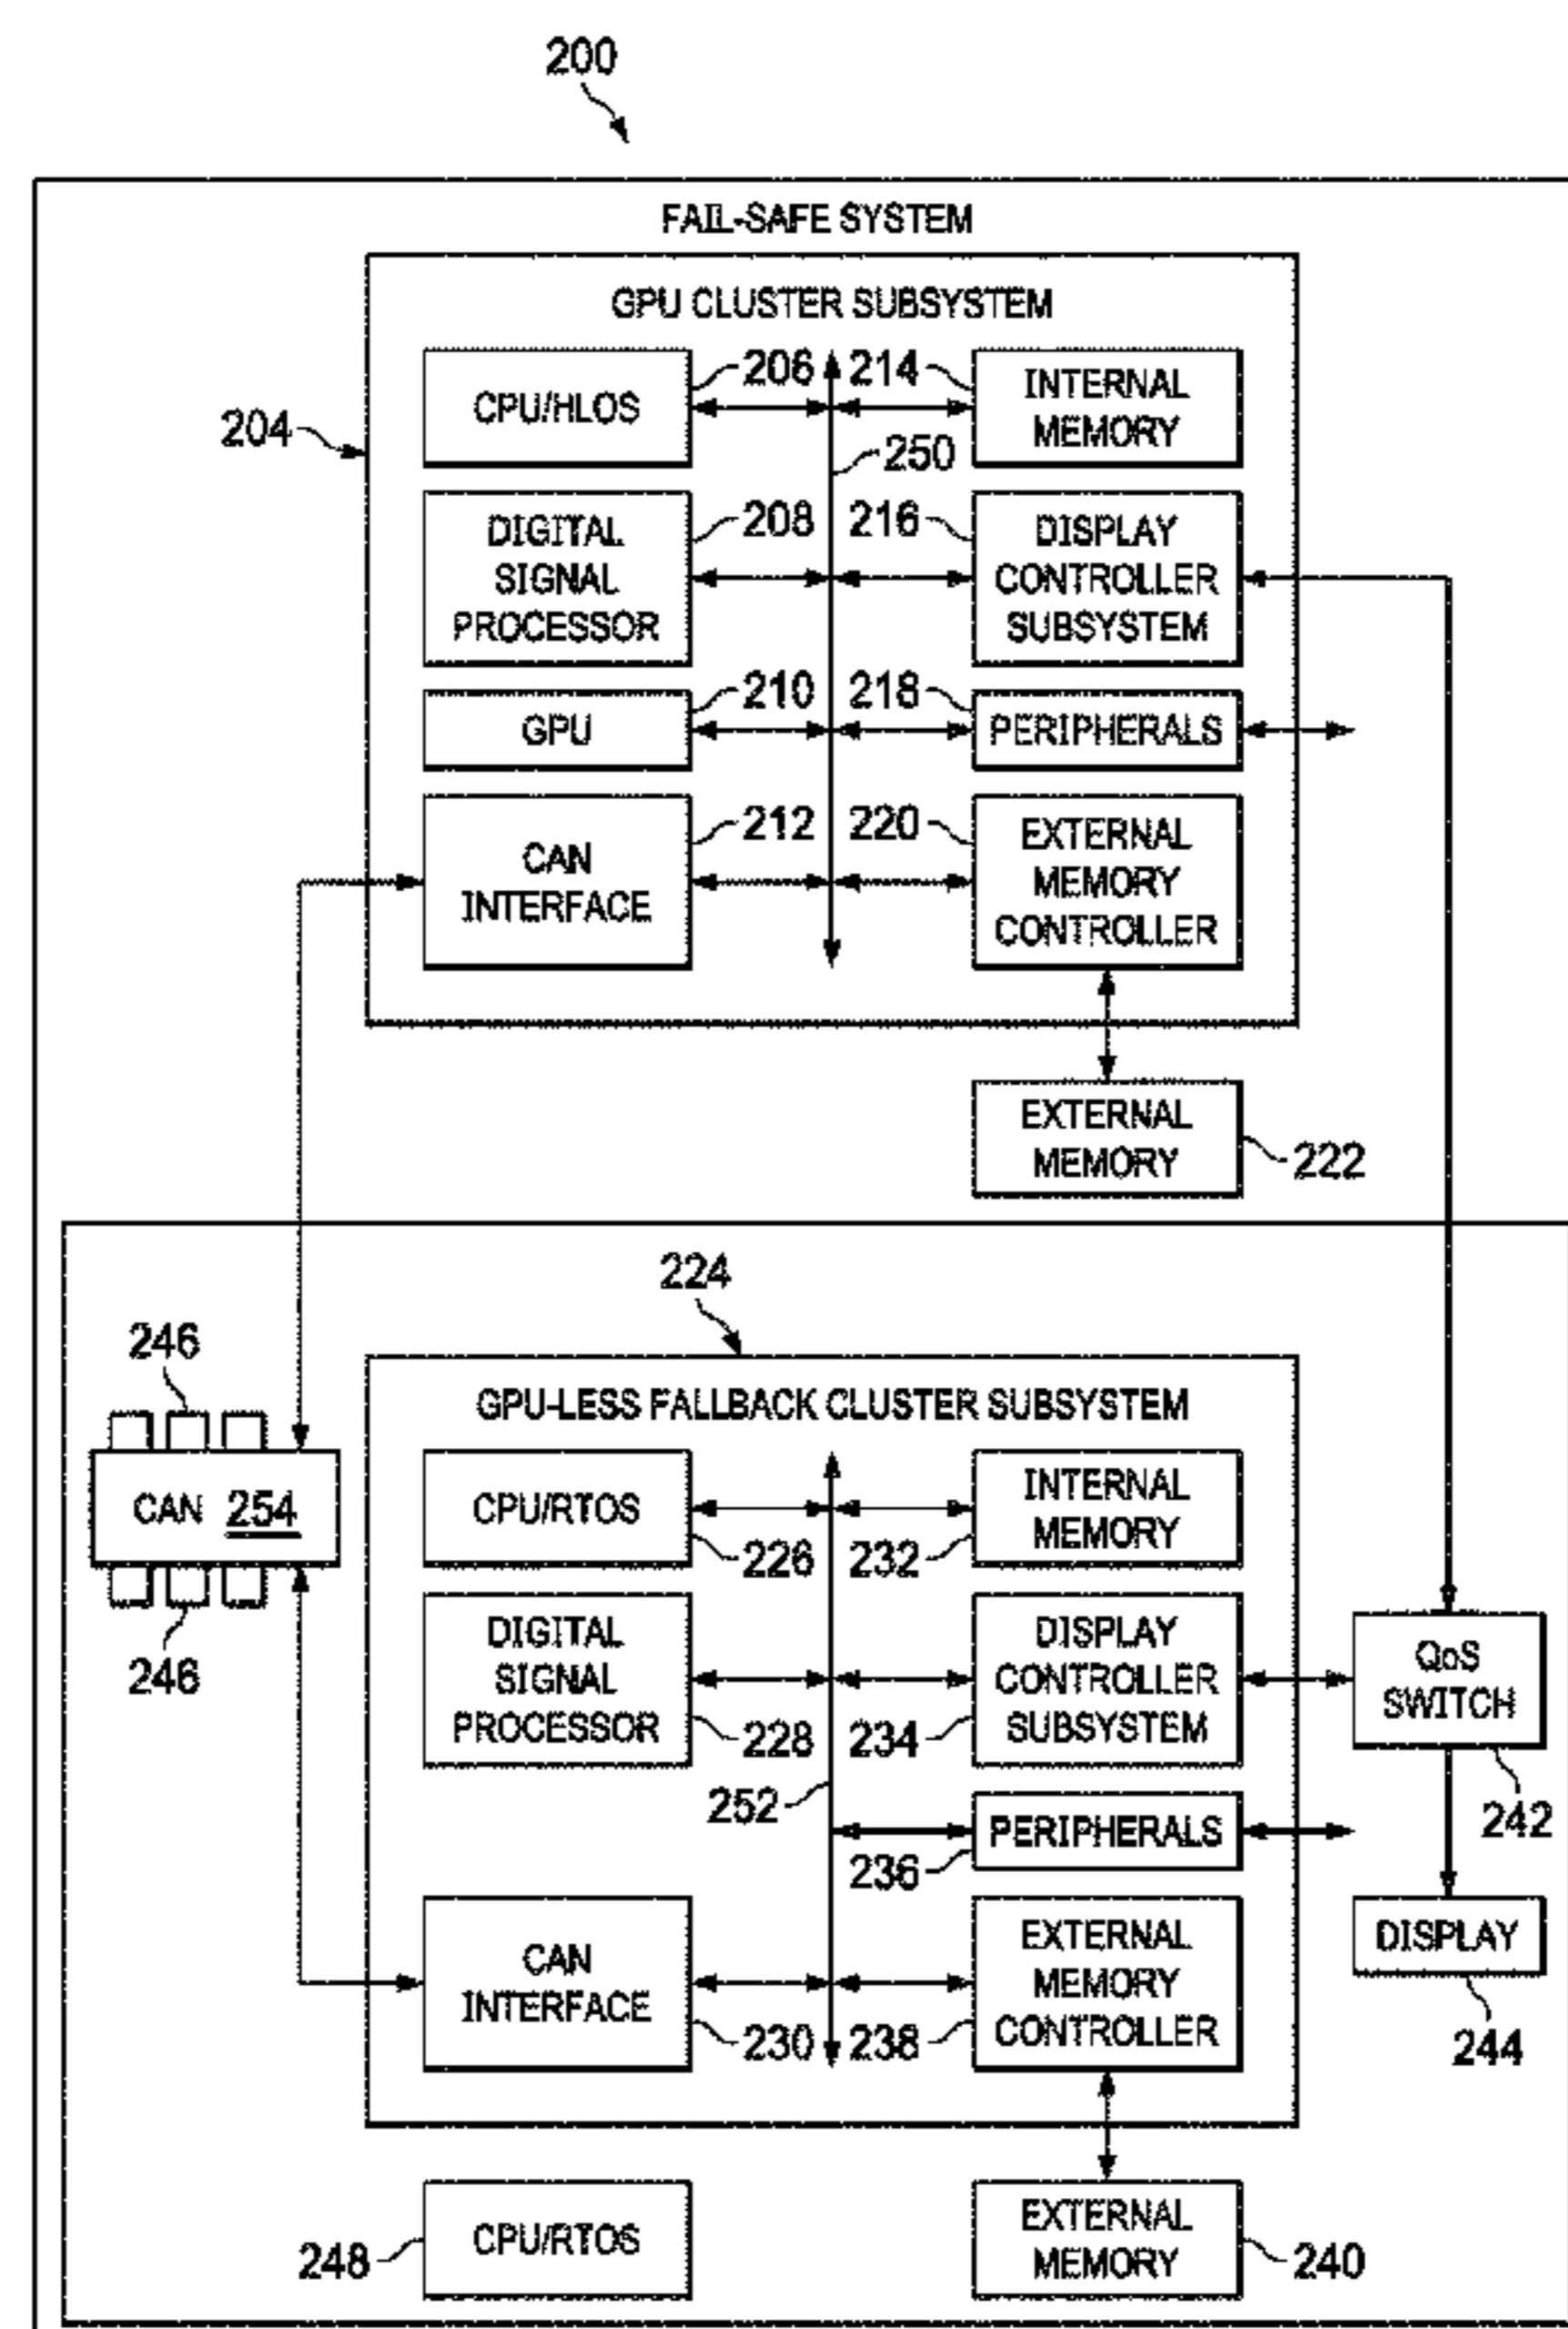 200
FAIL-SAFE SYSTEM
GPU CLUSTER SUBSYSTEM
204
CPU/HLOS
206
214
INTERNAL
MEMORY
250
DIGITAL
SIGNAL
PROCESSOR
208
216
DISPLAY
CONTROLLER
SUBSYSTEM
GPU
210
218
PERIPHERALS
CAN
INTERFACE
212
220
EXTERNAL
MEMORY
CONTROLLER
EXTERNAL
MEMORY
222
224
GPU-LESS FALLBACK CLUSTER SUBSYSTEM
246
CAN 254
246
CPU/RTOS
226
232
INTERNAL
MEMORY
DIGITAL
SIGNAL
PROCESSOR
228
234
DISPLAY
CONTROLLER
SUBSYSTEM
QoS
SWITCH
242
252
236
PERIPHERALS
CAN
INTERFACE
230
238
EXTERNAL
MEMORY
CONTROLLER
DISPLAY
244
248
CPU/RTOS
EXTERNAL
MEMORY
240